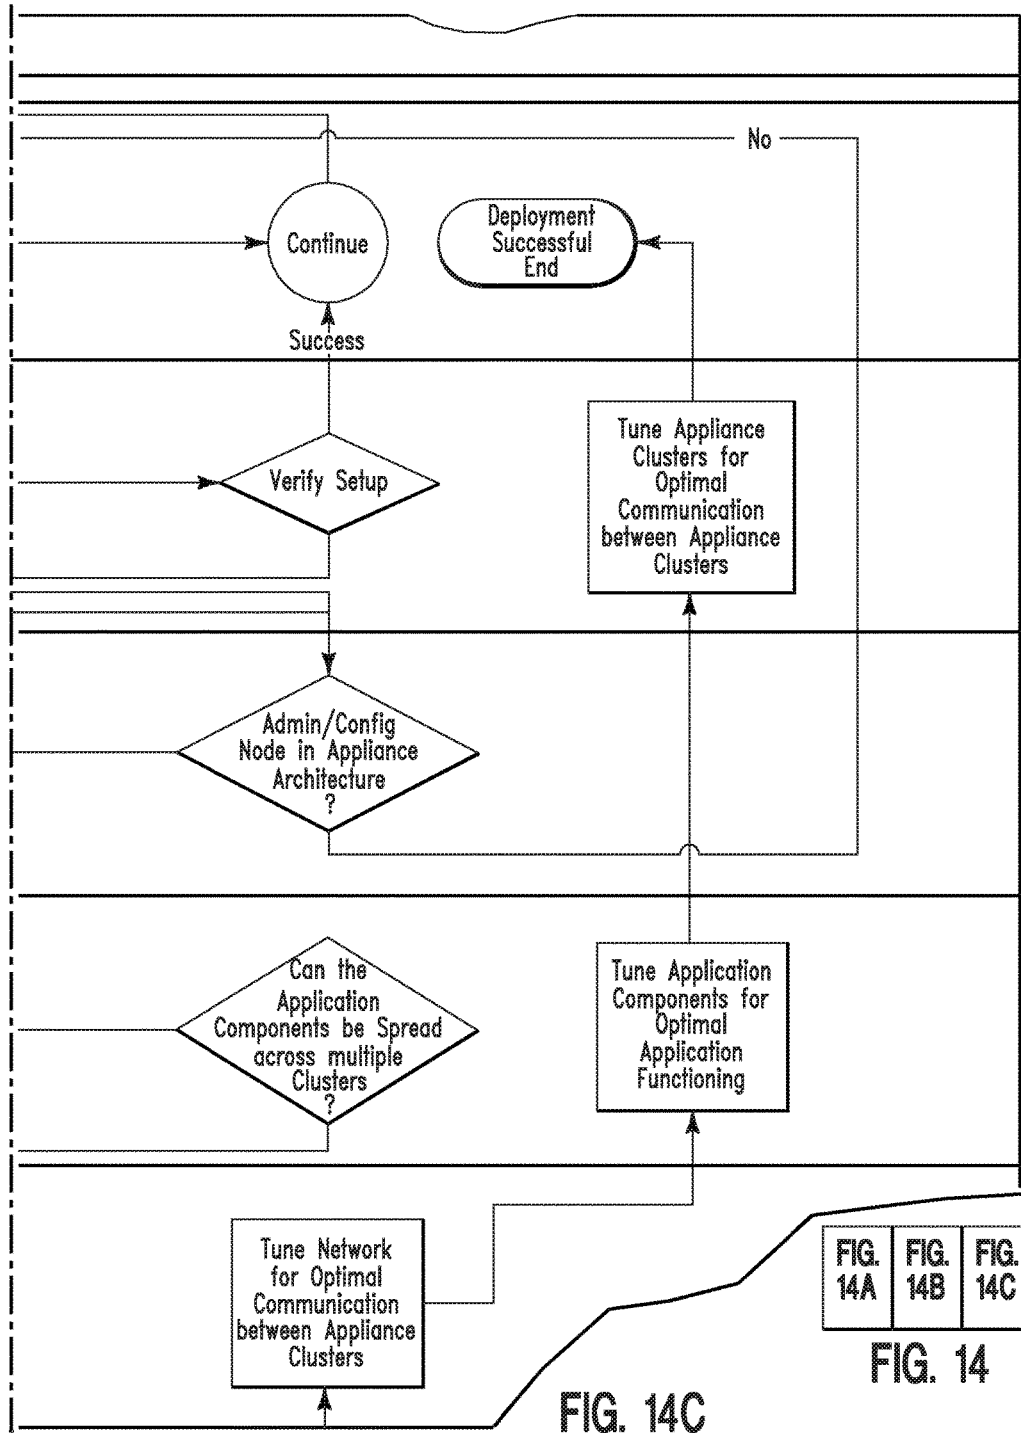 No
Continue
Deployment
Successful
End
Success
Verify Setup
Tune Appliance
Clusters for
Optimal
Communication
between Appliance
Clusters
Admin/Config
Node in Appliance
Architecture
?
Can the
Application
Components be Spread
across multiple
Clusters
?
Tune Application
Components for
Optimal
Application
Functioning
Tune Network
for Optimal
Communication
between Appliance
Clusters
FIG.
14A
FIG.
14B
FIG.
14C
FIG. 14
FIG. 14C